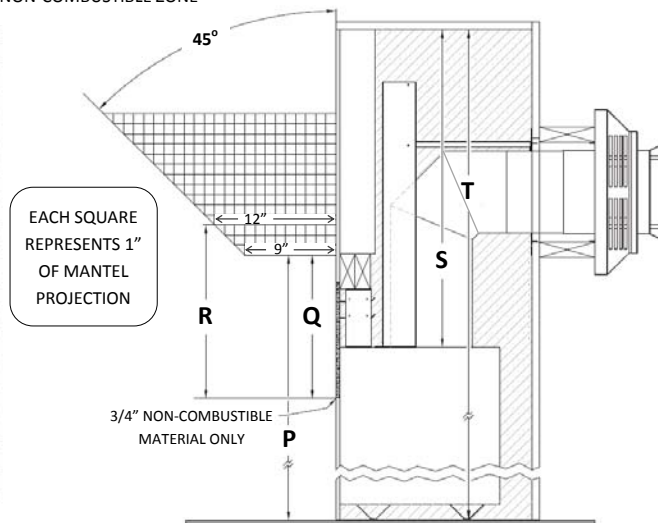 NON-COMBUSTIBLE ZONE
45°
12"
9"
EACH SQUARE
REPRESENTS 1"
OF MANTEL
PROJECTION
T
S
R
Q
3/4" NON-COMBUSTIBLE
MATERIAL ONLY
P